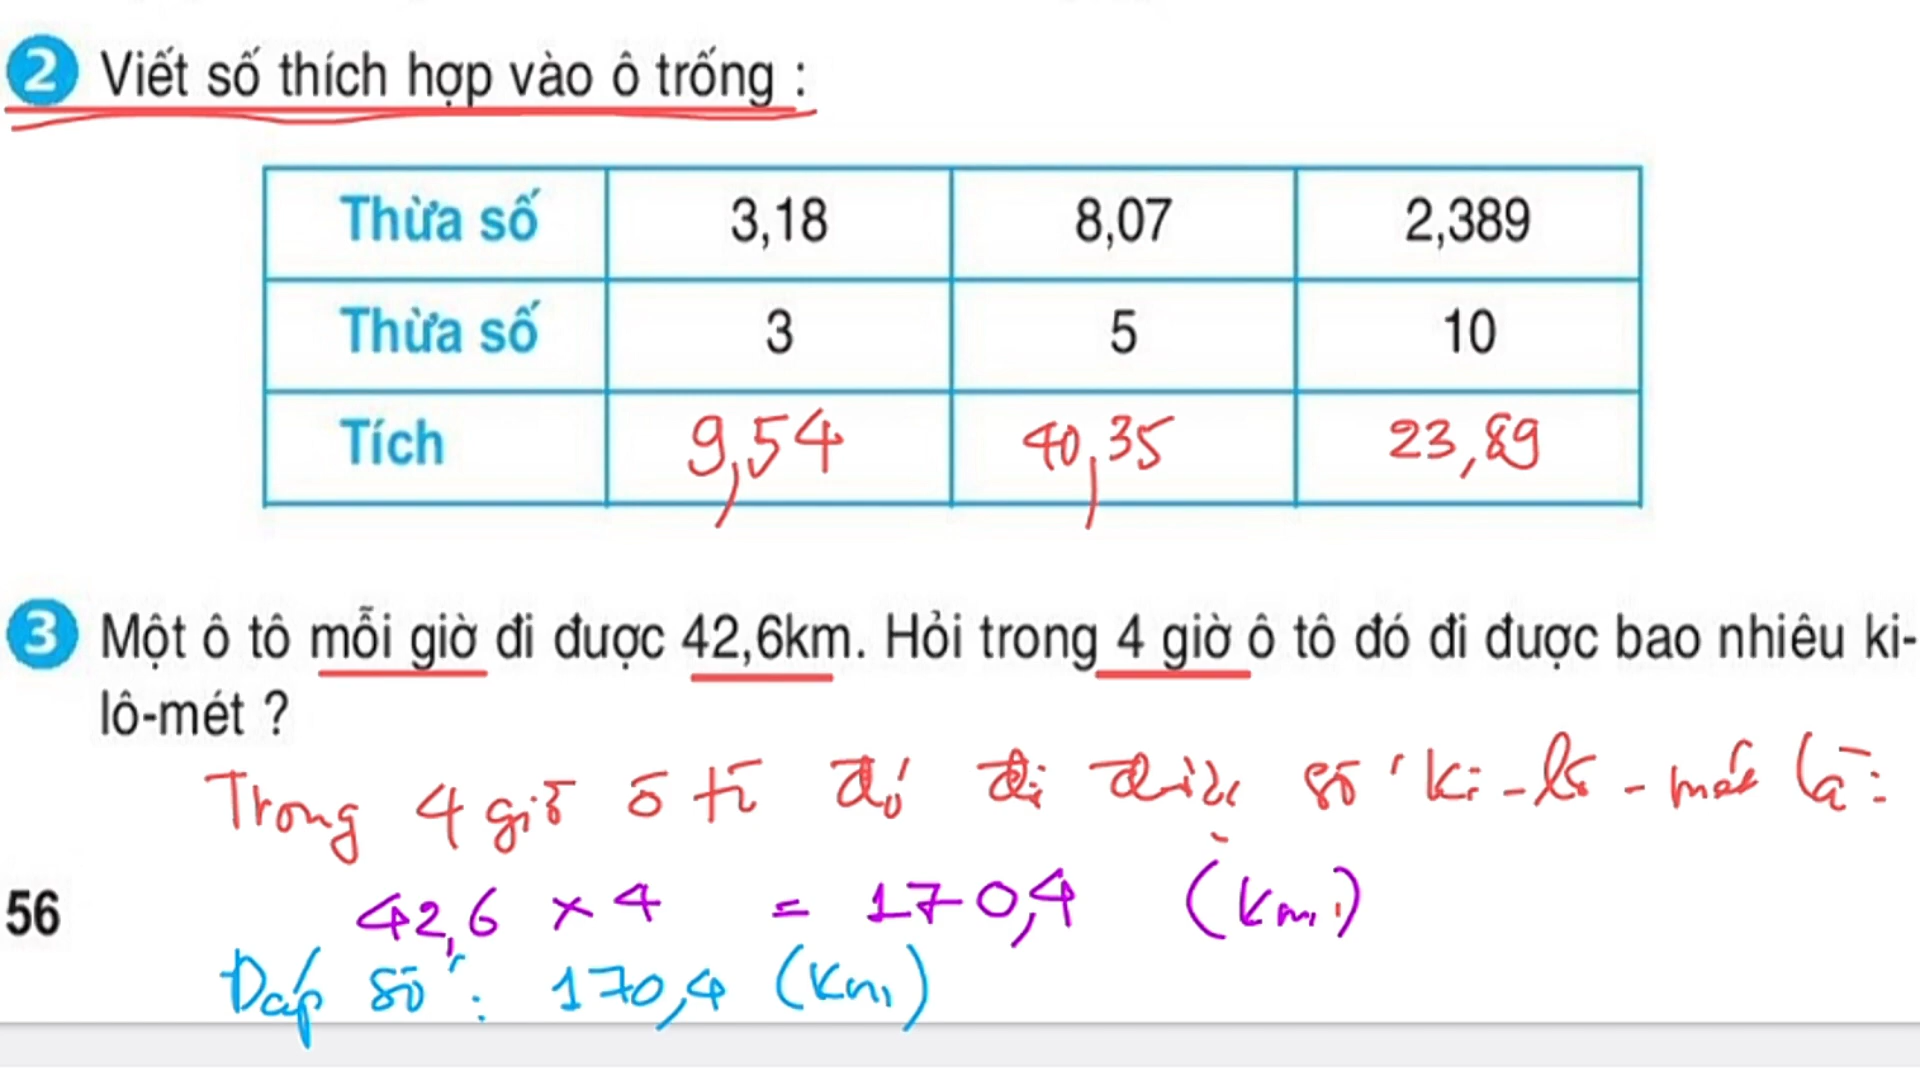 2 Viết số thích hợp vào ô trống :
Thừa số 3,18 8,07 2,389
Thừa số 3 5 10
Tích 9,54 40,35 23,89
3 Một ô tô mỗi giờ đi được 42,6km. Hỏi trong 4 giờ ô tô đó đi được bao nhiêu ki-
lô-mét ?
Trong 4 giờ ô tô đó đi được số ki-lô-mét là:
56
42,6 × 4 = 170,4 (km)
Đáp số: 170,4 (km)